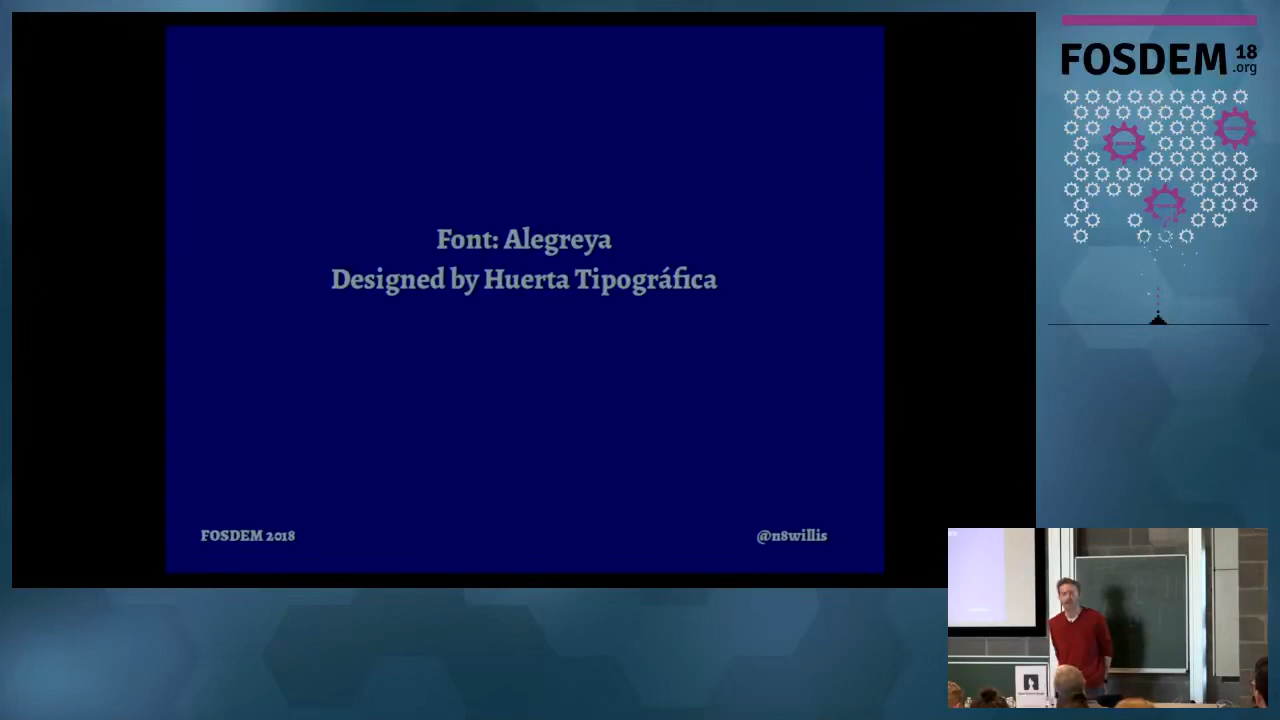 Font: Alegreya
Designed by Huerta Tipográfica
FOSDEM 2018
@n8willis
FOSDEM 18
.org